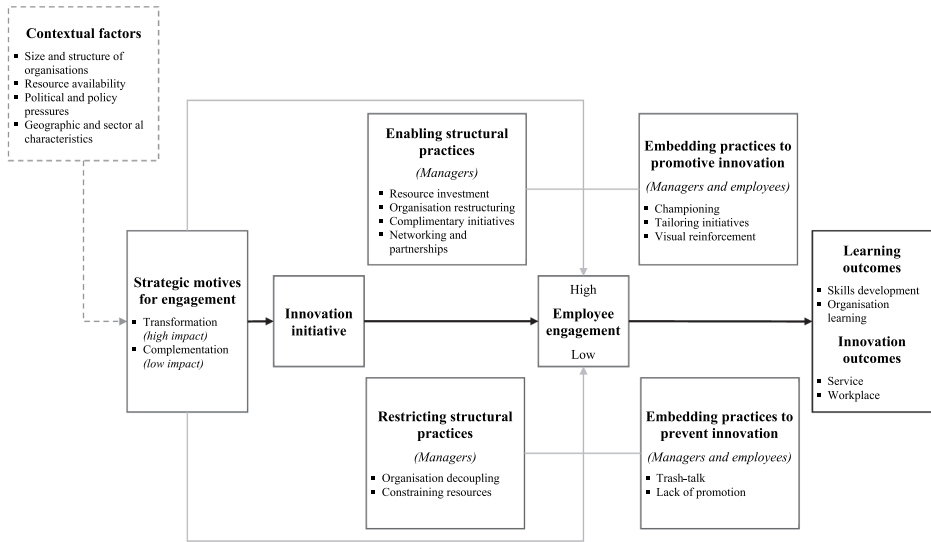 Contextual factors
▪ Size and structure of
organisations
▪ Resource availability
▪ Political and policy
pressures
▪ Geographic and sector al
characteristics
Strategic motives
for engagement
▪ Transformation
(high impact)
▪ Complementation
(low impact)
Innovation
initiative
Enabling structural
practices
(Managers)
▪ Resource investment
▪ Organisation restructuring
▪ Complimentary initiatives
▪ Networking and
partnerships
Embedding practices to
promotive innovation
(Managers and employees)
▪ Championing
▪ Tailoring initiatives
▪ Visual reinforcement
High
Employee
engagement
Low
Restricting structural
practices
(Managers)
▪ Organisation decoupling
▪ Constraining resources
Embedding practices to
prevent innovation
(Managers and employees)
▪ Trash-talk
▪ Lack of promotion
Learning
outcomes
▪ Skills development
▪ Organisation
learning
Innovation
outcomes
▪ Service
▪ Workplace